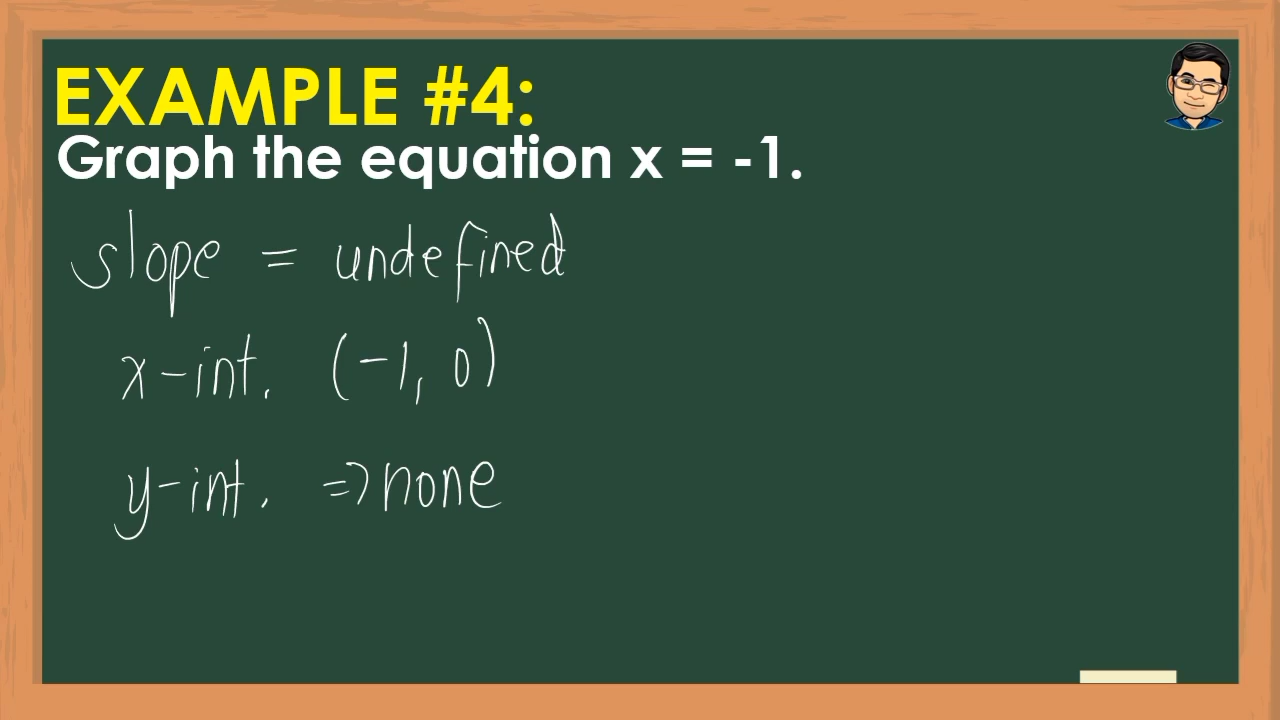 EXAMPLE #4:
Graph the equation x = -1.
slope = undefined
x-int. (-1, 0)
y-int. => none